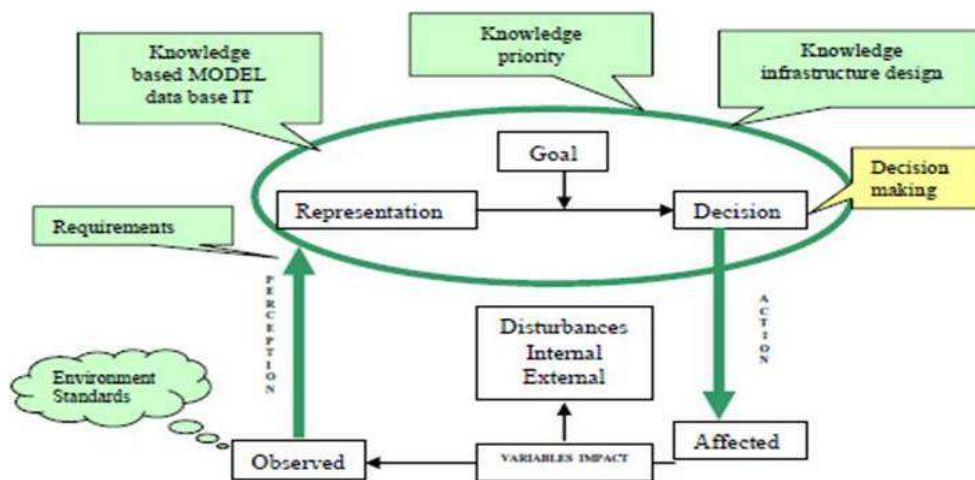 Knowledge
based MODEL
data base IT
Knowledge
priority
Knowledge
infrastructure design
Goal
Decision
making
Representation
Decision
Requirements
PERCEPTION
ACTION
Disturbances
Internal
External
Environment
Standards
Observed
VARIABLES IMPACT
Affected